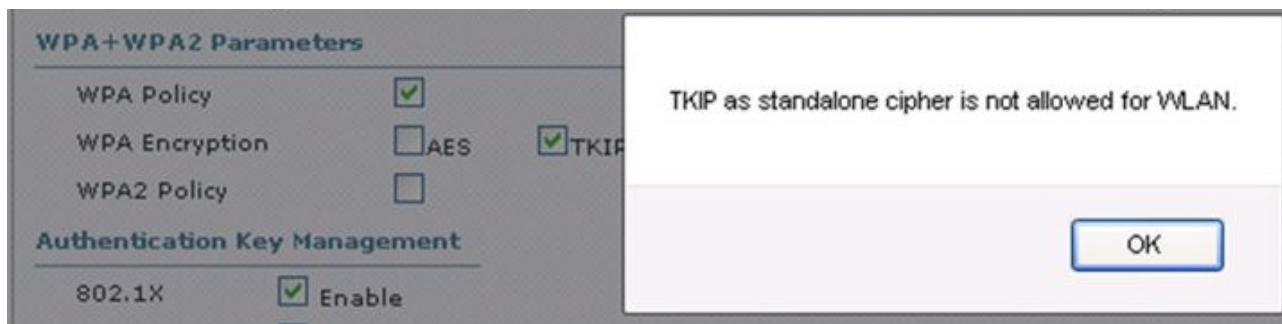 WPA+WPA2 Parameters
WPA Policy
WPA Encryption AES TKIP
WPA2 Policy
Authentication Key Management
802.1X Enable
TKIP as standalone cipher is not allowed for WLAN.
OK